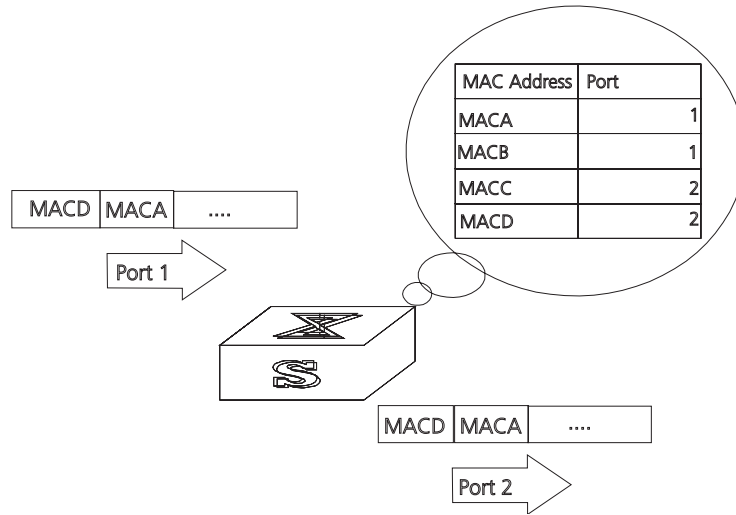 MAC Address Port
MACA 1
MACB 1
MACC 2
MACD 2
MACD MACA ....
Port 1
S
MACD MACA ....
Port 2